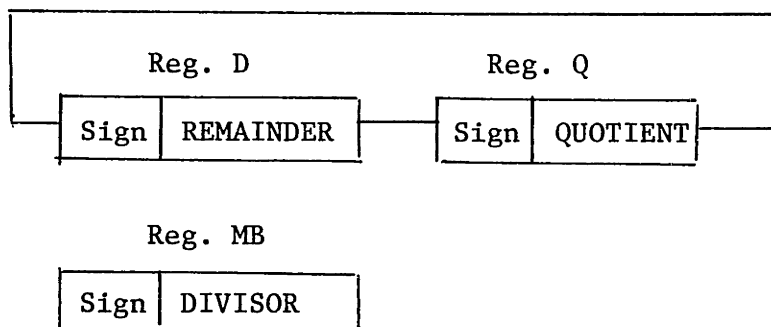 Reg. D Reg. Q
Sign REMAINDER Sign QUOTIENT
Reg. MB
Sign DIVISOR